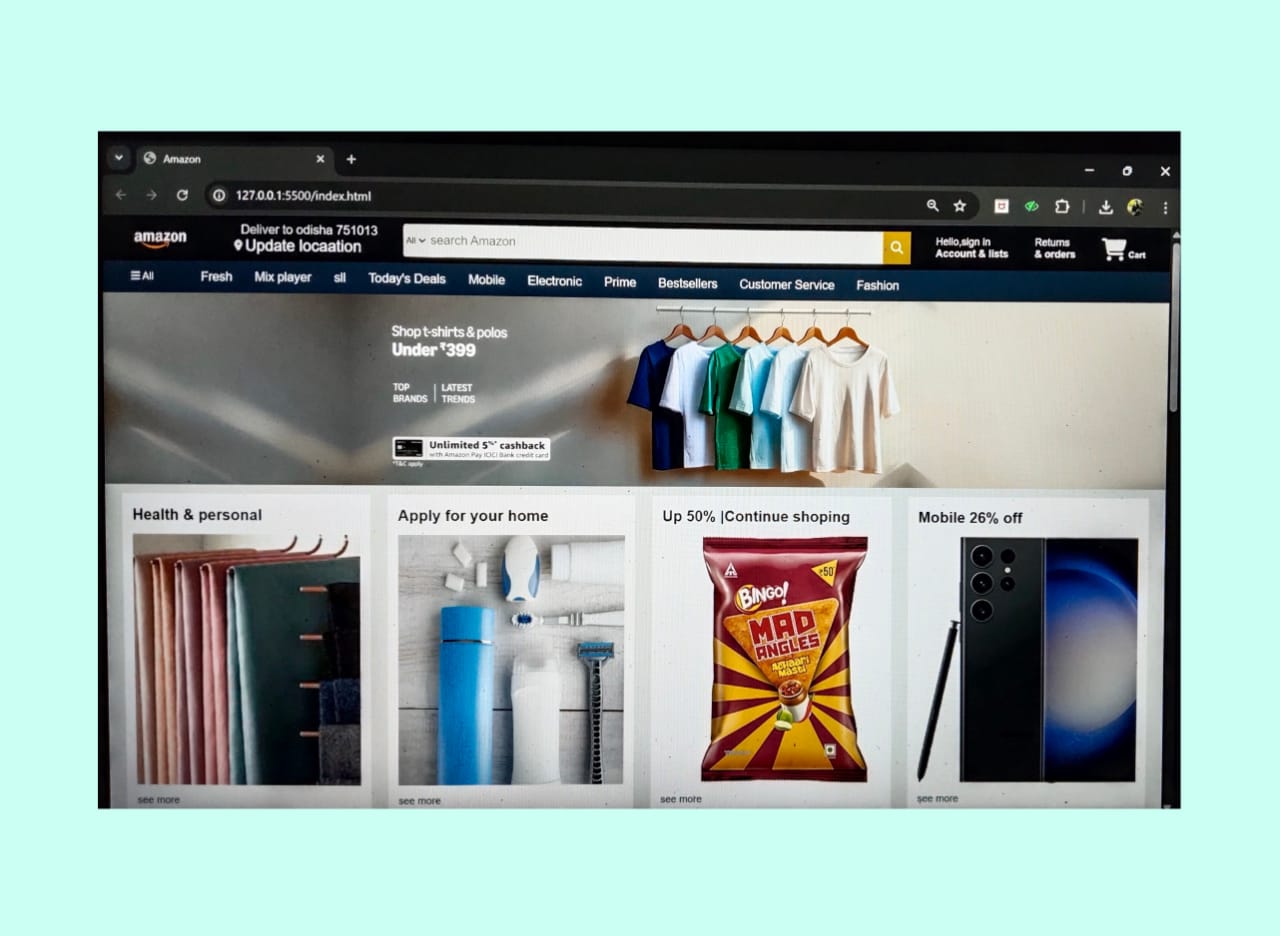 Amazon
127.0.0.1:5500/index.html
amazon
Deliver to odisha 751013
Update locaation
All
search Amazon
Hello,sign in
Account & lists
Returns
& orders
Cart
All
Fresh
Mix player
sll
Today's Deals
Mobile
Electronic
Prime
Bestsellers
Customer Service
Fashion
Shop t-shirts & polos
Under ₹399
TOP
BRANDS
LATEST
TRENDS
Unlimited 5%* cashback
with Amazon Pay ICICI Bank credit card
*T&C apply
Health & personal
Apply for your home
Up 50% |Continue shoping
Mobile 26% off
₹50
BINGO!
MAD
ANGLES
ACHAARI
MASTI
see more
see more
see more
see more